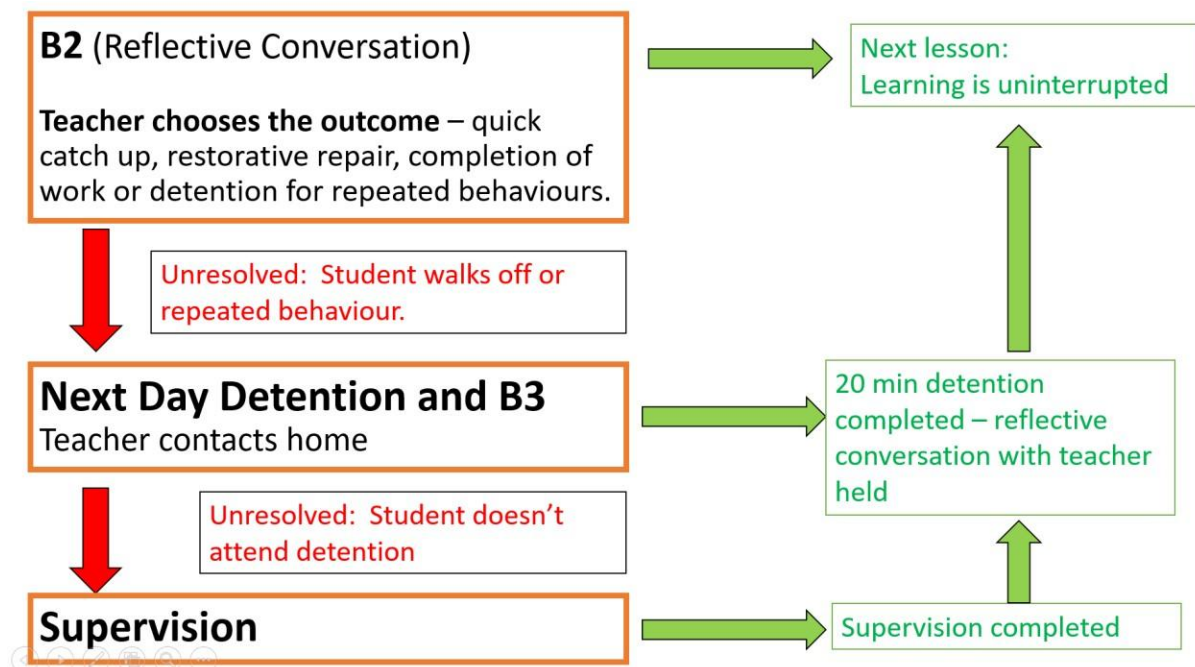 B2 (Reflective Conversation)
Teacher chooses the outcome – quick
catch up, restorative repair, completion of
work or detention for repeated behaviours.
Next lesson:
Learning is uninterrupted
Unresolved:  Student walks off or
repeated behaviour.
Next Day Detention and B3
Teacher contacts home
20 min detention
completed – reflective
conversation with teacher
held
Unresolved:  Student doesn’t
attend detention
Supervision
Supervision completed